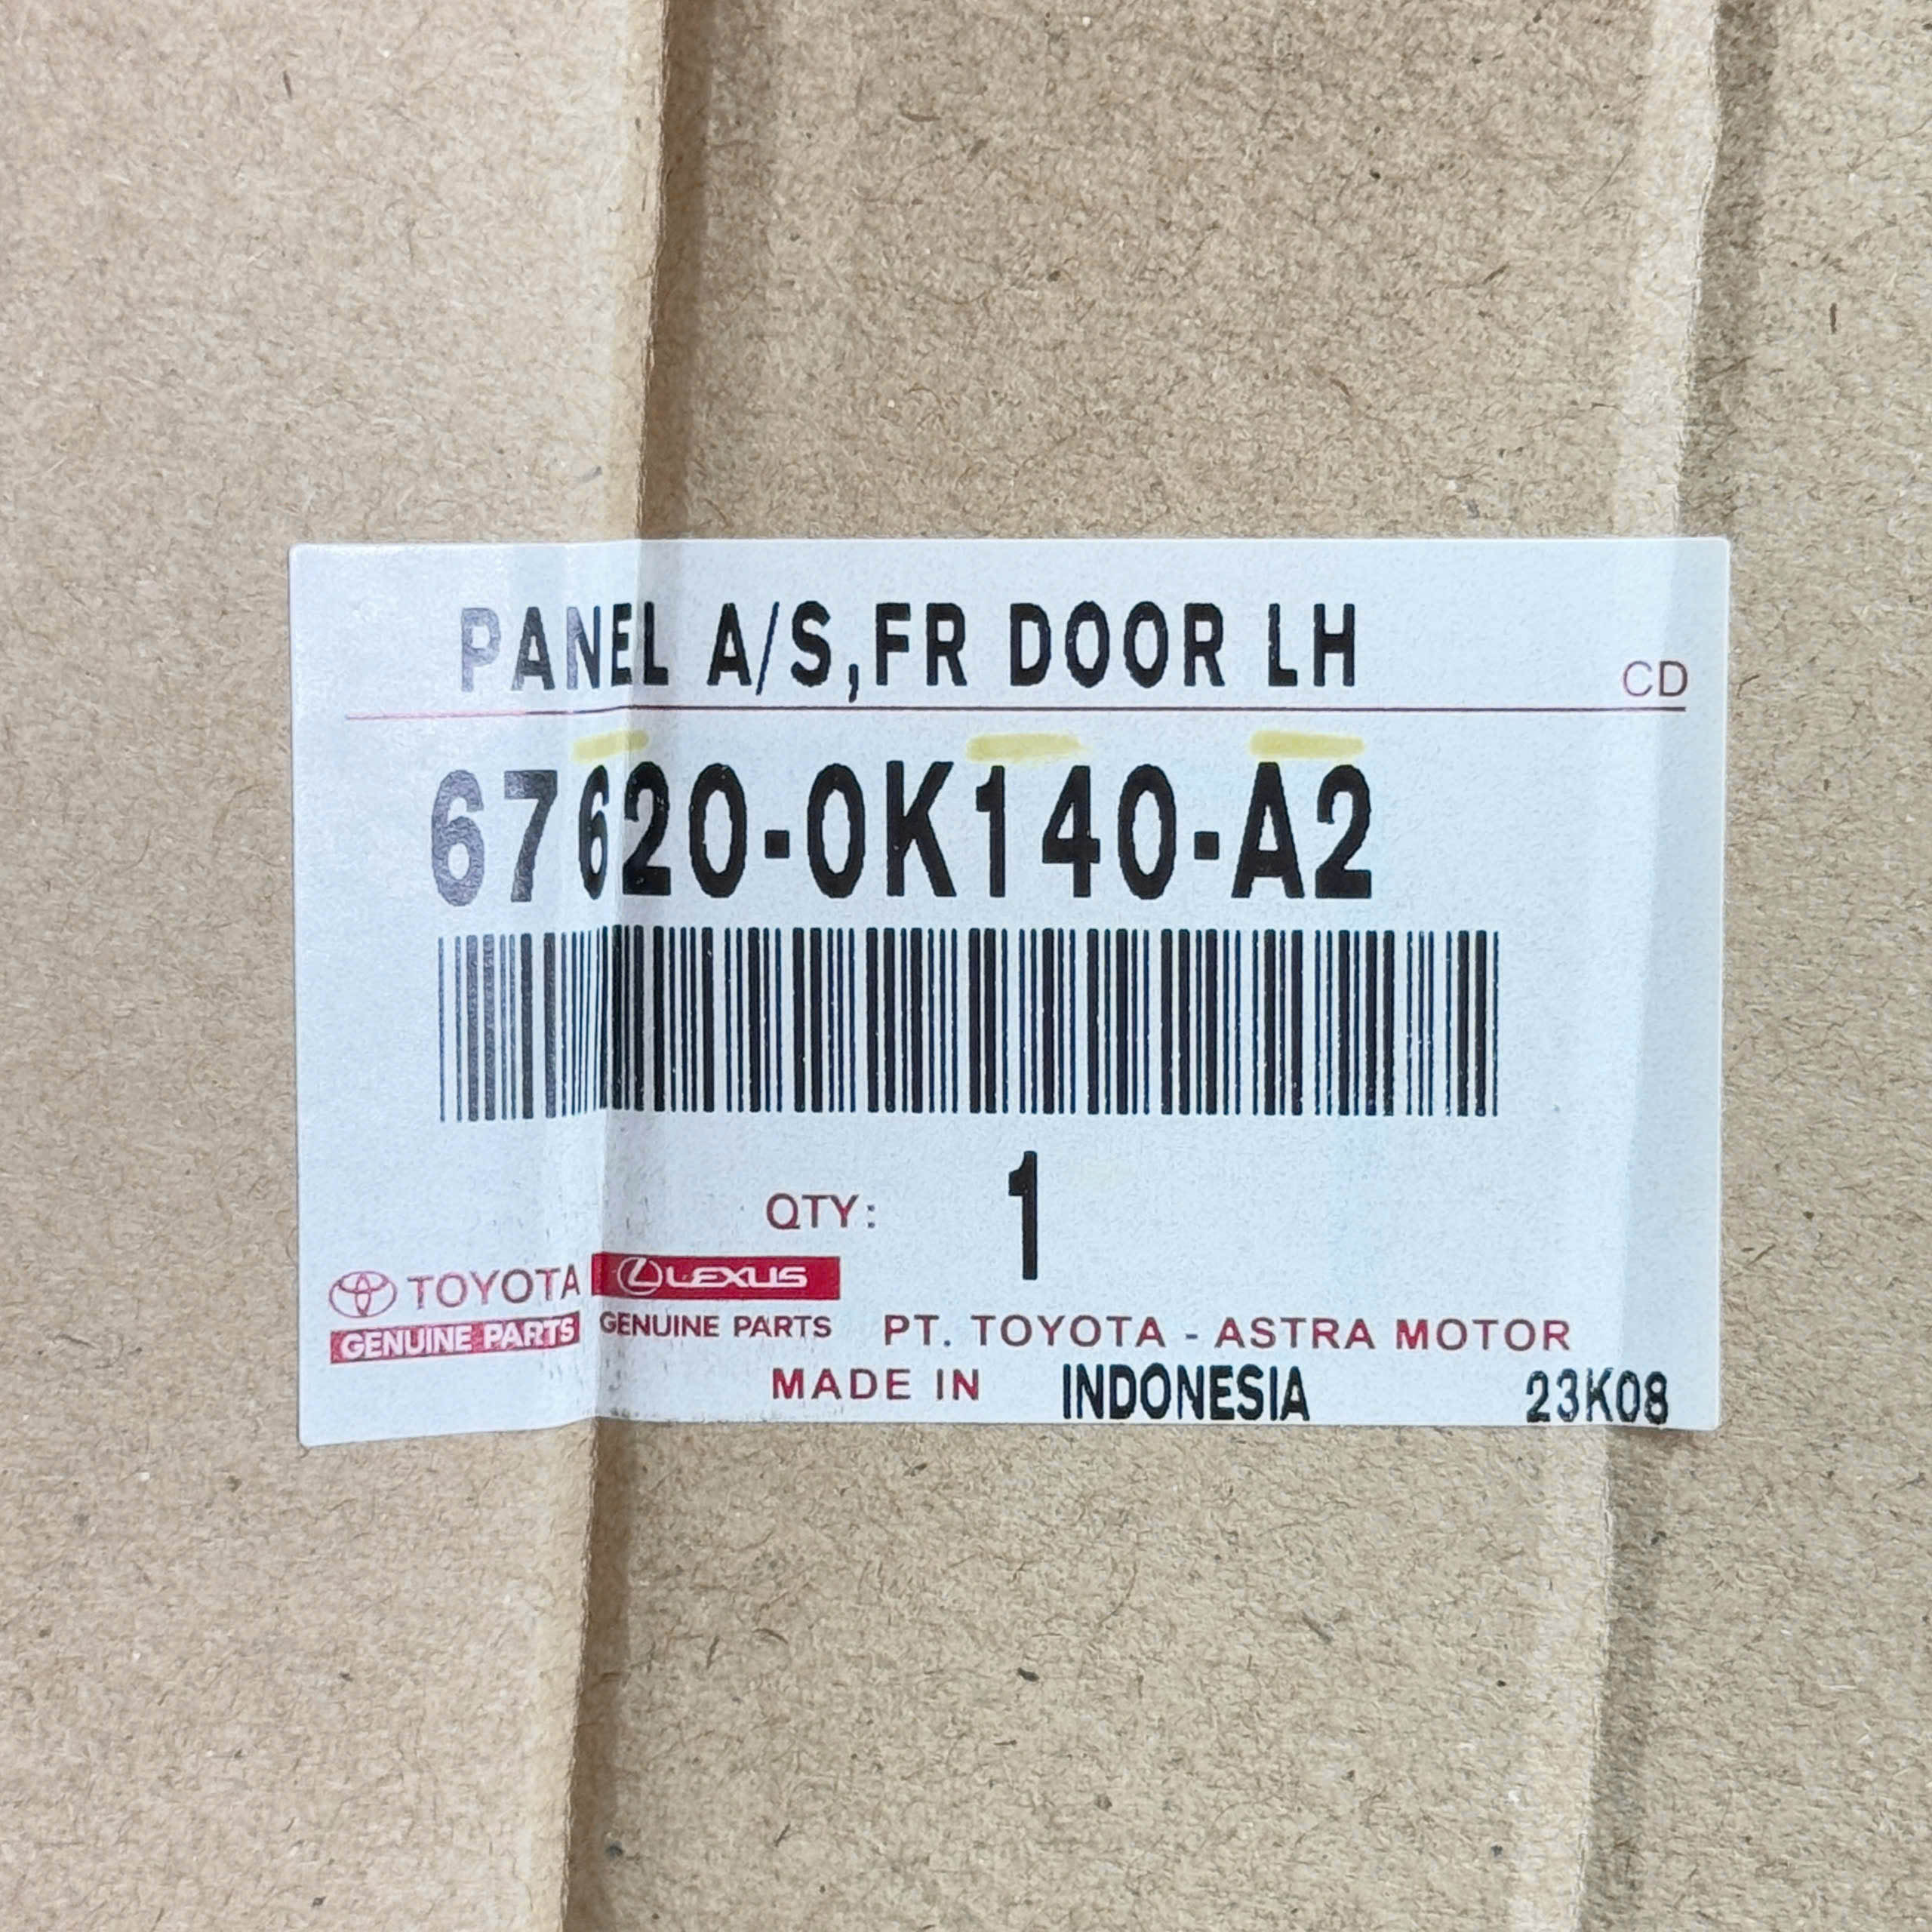 PANEL A/S,FR DOOR LH
CD
67620-0K140-A2
QTY: 1
TOYOTA LEXUS
GENUINE PARTS GENUINE PARTS PT. TOYOTA - ASTRA MOTOR
MADE IN INDONESIA 23K08